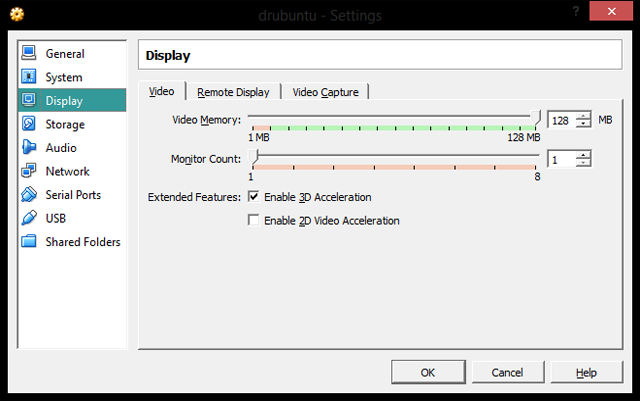 drubuntu - Settings
?
General
System
Display
Storage
Audio
Network
Serial Ports
USB
Shared Folders
Display
Video
Remote Display
Video Capture
Video Memory:
128 MB
1 MB
128 MB
Monitor Count:
1
1
8
Extended Features:
Enable 3D Acceleration
Enable 2D Video Acceleration
OK
Cancel
Help